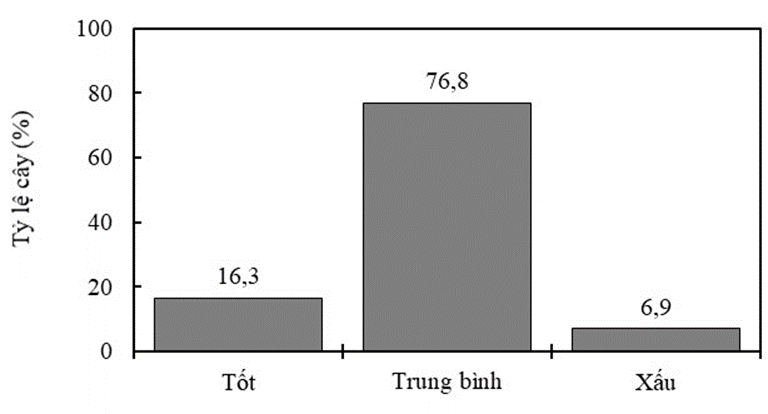 Tỷ lệ cây (%)
100
80
60
40
20
0
16,3
76,8
6,9
Tốt
Trung bình
Xấu